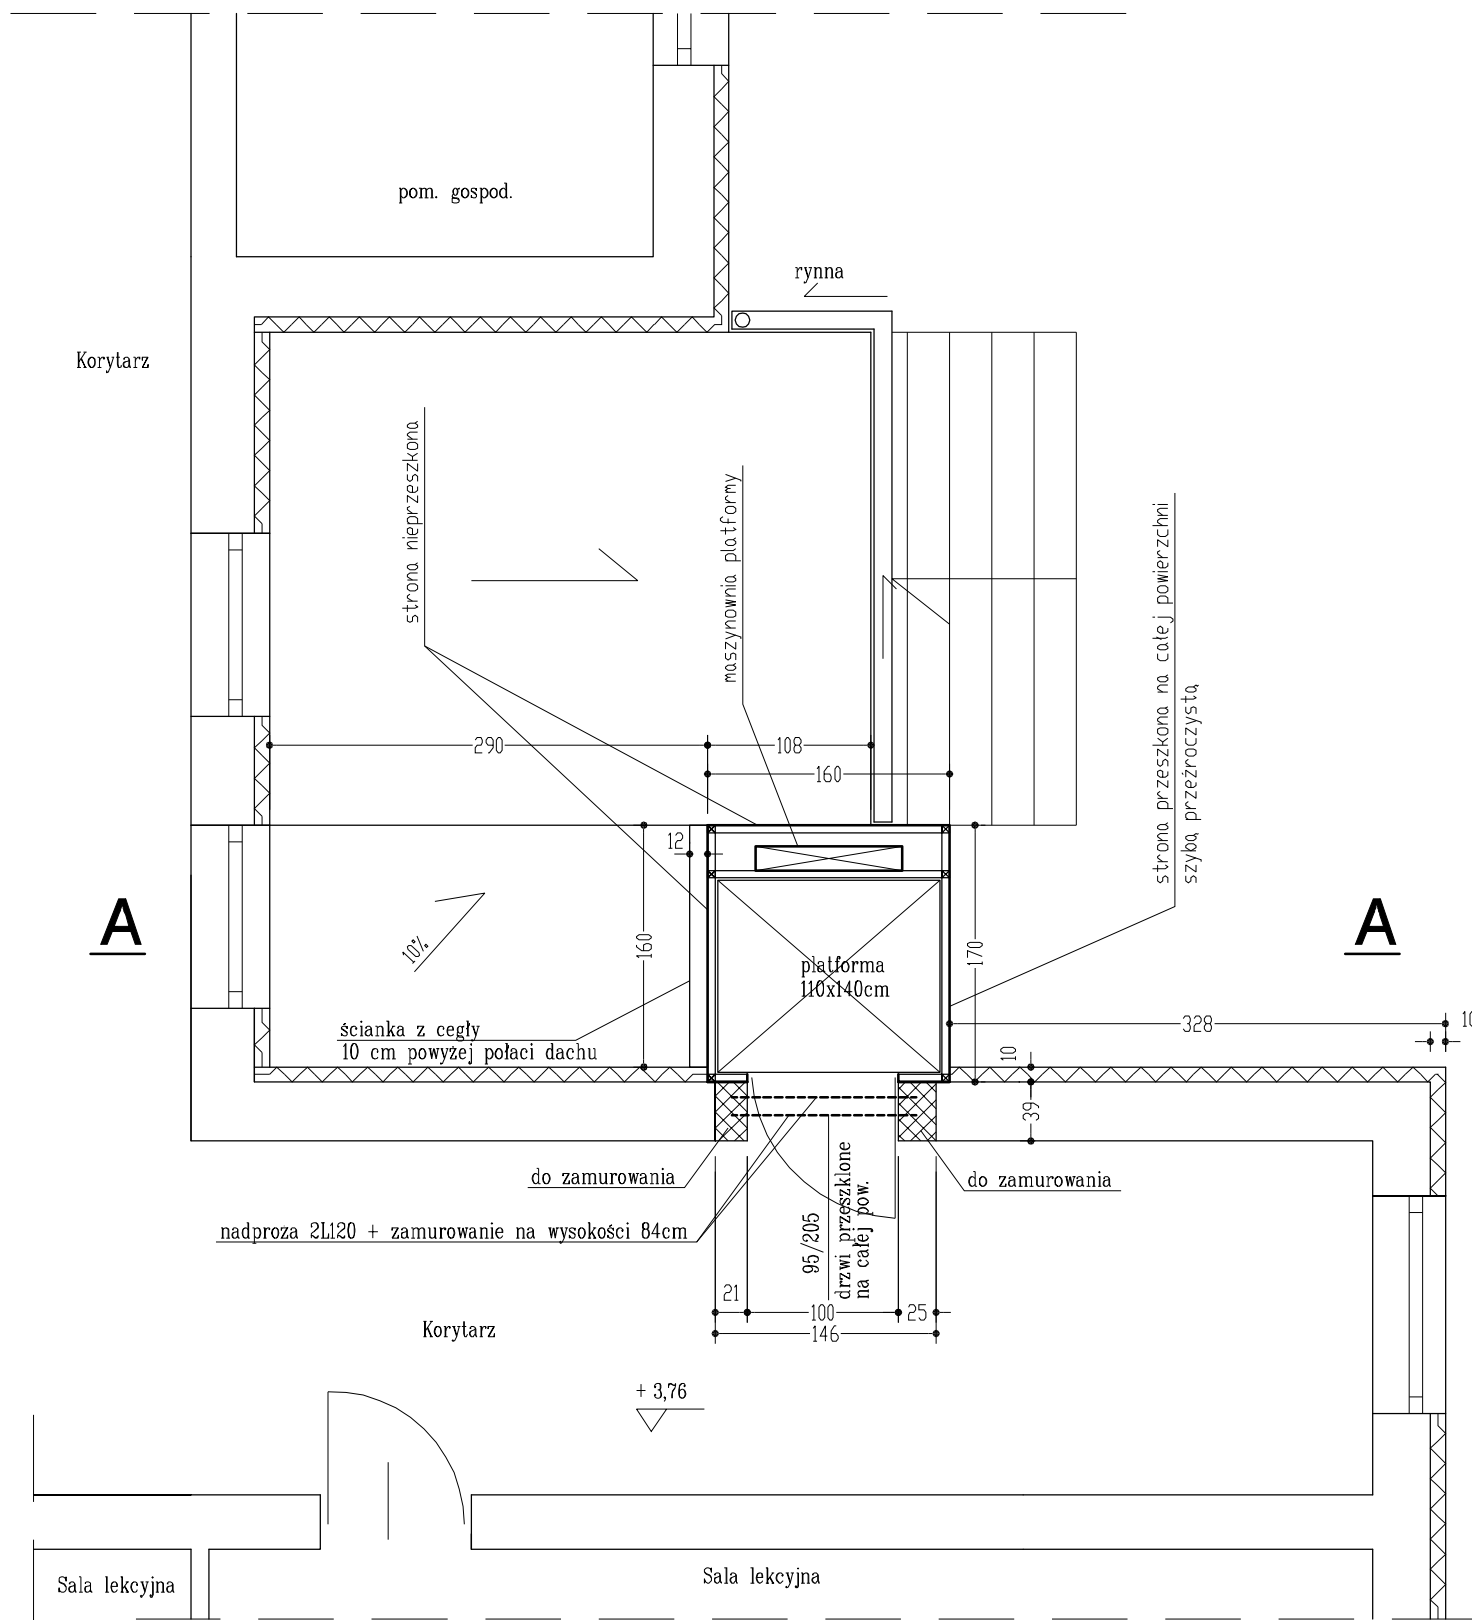 pom. gospod.
rynna
Korytarz
strona nieprzeszkona
maszynownia platformy
strona przeszkona na całej powierzchni
szybą przeźroczystą
290
108
160
12
160
170
A
A
10%
platforma
110x140cm
328
10
ścianka z cegły
10 cm powyżej połaci dachu
10
39
do zamurowania
do zamurowania
nadproza 2L120 + zamurowanie na wysokości 84cm
95/205
drzwi przeszklone
na całej pow.
21
100
25
146
Korytarz
+ 3,76
Sala lekcyjna
Sala lekcyjna